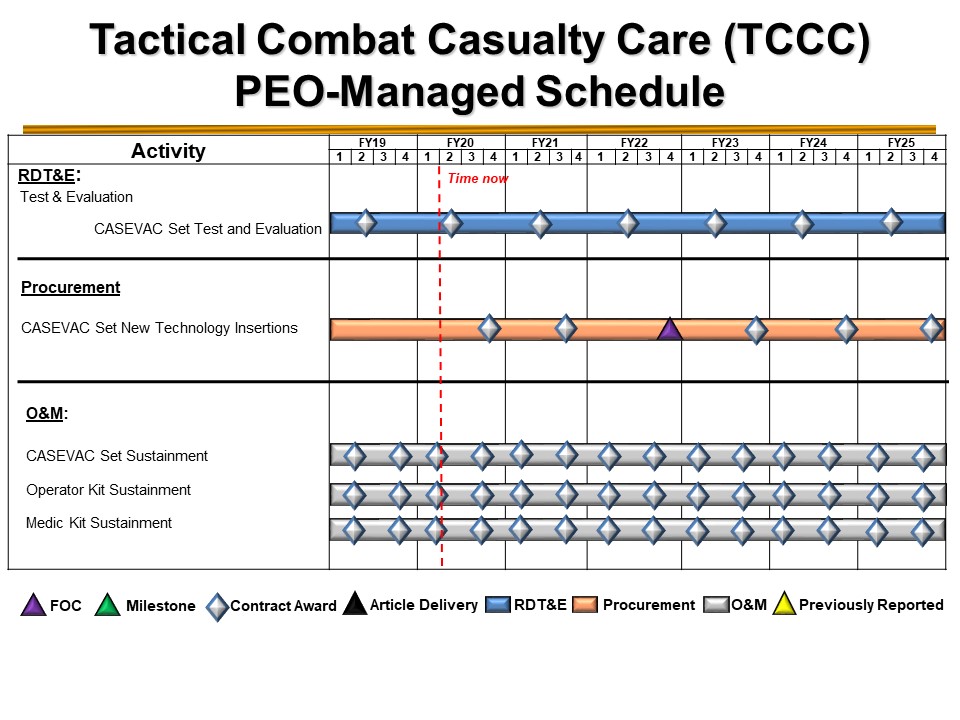 Tactical Combat Casualty Care (TCCC)
PEO-Managed Schedule
Activity
FY19 FY20 FY21 FY22 FY23 FY24 FY25
1 2 3 4 1 2 3 4 1 2 3 4 1 2 3 4 1 2 3 4 1 2 3 4 1 2 3 4
RDT&E:
Time now
Test & Evaluation
CASEVAC Set Test and Evaluation
Procurement
CASEVAC Set New Technology Insertions
O&M:
CASEVAC Set Sustainment
Operator Kit Sustainment
Medic Kit Sustainment
FOC Milestone Contract Award Article Delivery RDT&E Procurement O&M Previously Reported